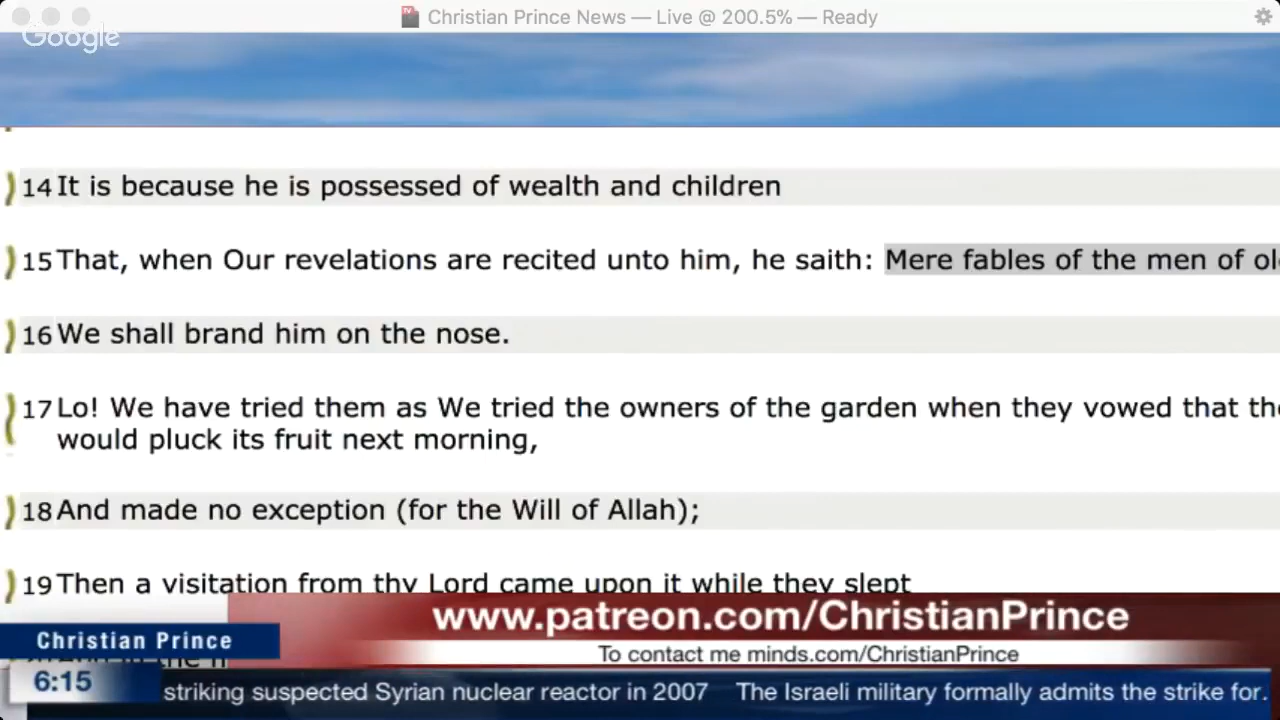 Christian Prince News — Live @ 200.5% — Ready
Google
14 It is because he is possessed of wealth and children
15 That, when Our revelations are recited unto him, he saith: Mere fables of the men of
16 We shall brand him on the nose.
17 Lo! We have tried them as We tried the owners of the garden when they vowed that
would pluck its fruit next morning,
18 And made no exception (for the Will of Allah);
19 Then a visitation from thy Lord came upon it while they slept
www.patreon.com/ChristianPrince
Christian Prince
To contact me minds.com/ChristianPrince
6:15
striking suspected Syrian nuclear reactor in 2007 The Israeli military formally admits the strike for.